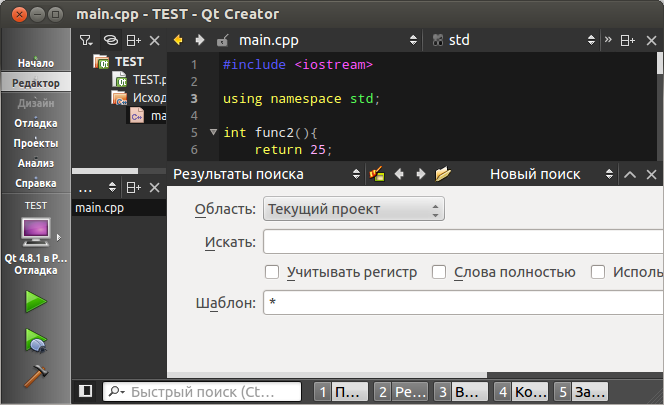 main.cpp - TEST - Qt Creator
main.cpp
std
»
Начало
Редактор
Дизайн
Отладка
Проекты
Анализ
Справка
TEST
Qt 4.8.1 в P...
Отладка
TEST
TEST.p
Исход
ma
...
main.cpp
1 #include <iostream>
2
3 using namespace std;
4
5 int func2(){
6 return 25;
Результаты поиска
Новый поиск
Область: Текущий проект
Искать:
Учитывать регистр Слова полностью Исполь
Шаблон: *
Быстрый поиск (Ct...
1 П...
2 Ре...
3 В...
4 Ко...
5 За...